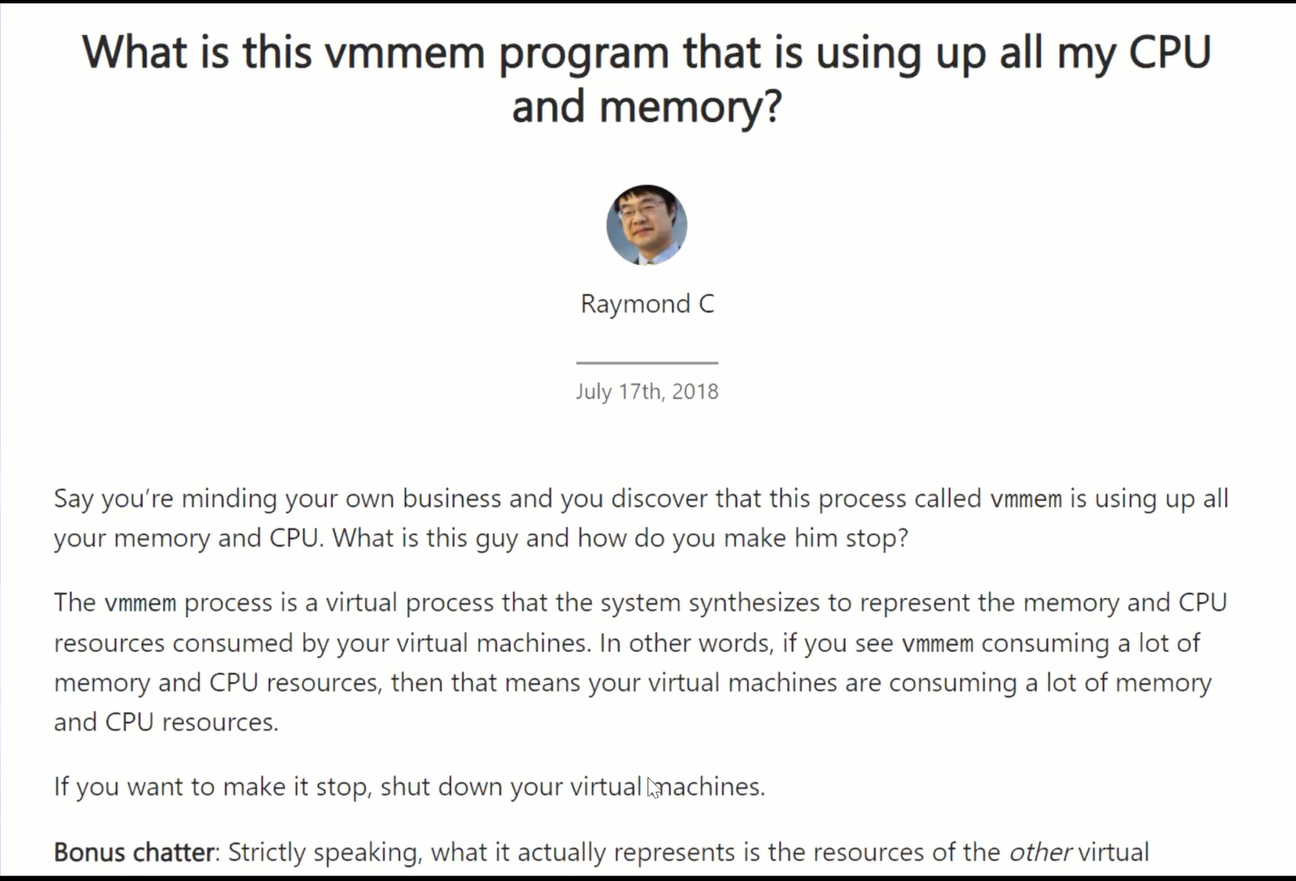 What is this vmmem program that is using up all my CPU
and memory?
Raymond C
July 17th, 2018
Say you’re minding your own business and you discover that this process called vmmem is using up all
your memory and CPU. What is this guy and how do you make him stop?
The vmmem process is a virtual process that the system synthesizes to represent the memory and CPU
resources consumed by your virtual machines. In other words, if you see vmmem consuming a lot of
memory and CPU resources, then that means your virtual machines are consuming a lot of memory
and CPU resources.
If you want to make it stop, shut down your virtual machines.
Bonus chatter: Strictly speaking, what it actually represents is the resources of the other virtual